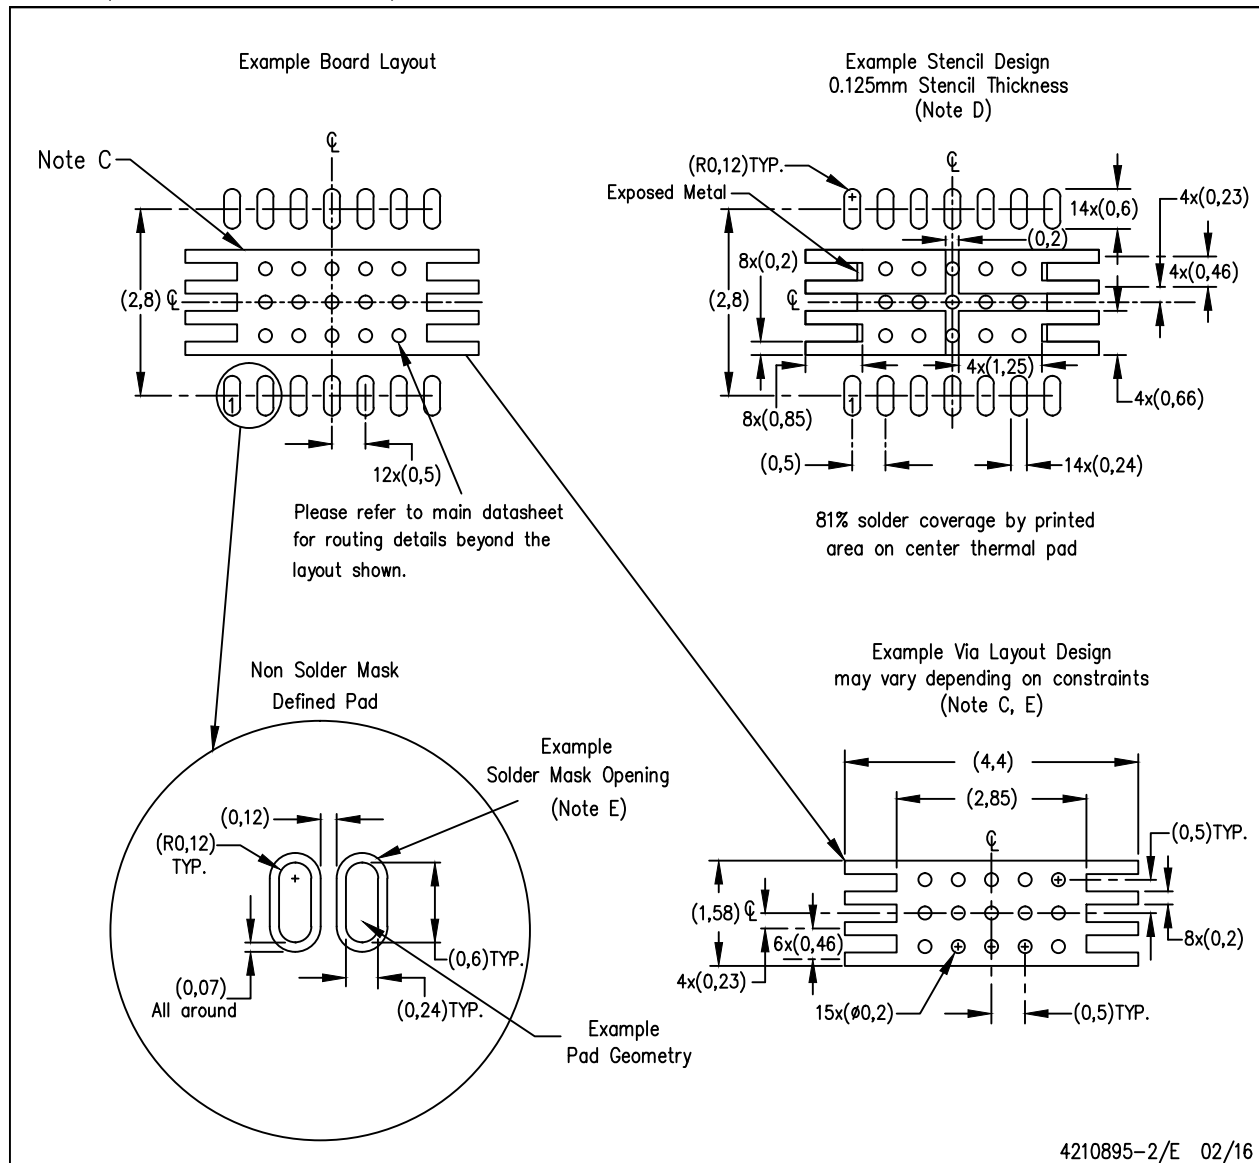 Example Board Layout
Note C
℄
(2,8)
℄
1
12x(0,5)
Please refer to main datasheet
for routing details beyond the
layout shown.
Example Stencil Design
0.125mm Stencil Thickness
(Note D)
℄
(R0,12)TYP.
Exposed Metal
14x(0,6)
4x(0,23)
(0,2)
8x(0,2)
4x(0,46)
(2,8)
℄
4x(1,25)
4x(0,66)
8x(0,85)
1
(0,5)
14x(0,24)
81% solder coverage by printed
area on center thermal pad
Non Solder Mask
Defined Pad
Example
Solder Mask Opening
(Note E)
(0,12)
(R0,12)
TYP.
(0,6)TYP.
(0,07)
All around
(0,24)TYP.
Example
Pad Geometry
Example Via Layout Design
may vary depending on constraints
(Note C, E)
(4,4)
(2,85)
℄
(0,5)TYP.
(1,58)
℄
6x(0,46)
8x(0,2)
4x(0,23)
15x(ø0,2)
(0,5)TYP.
4210895-2/E 02/16